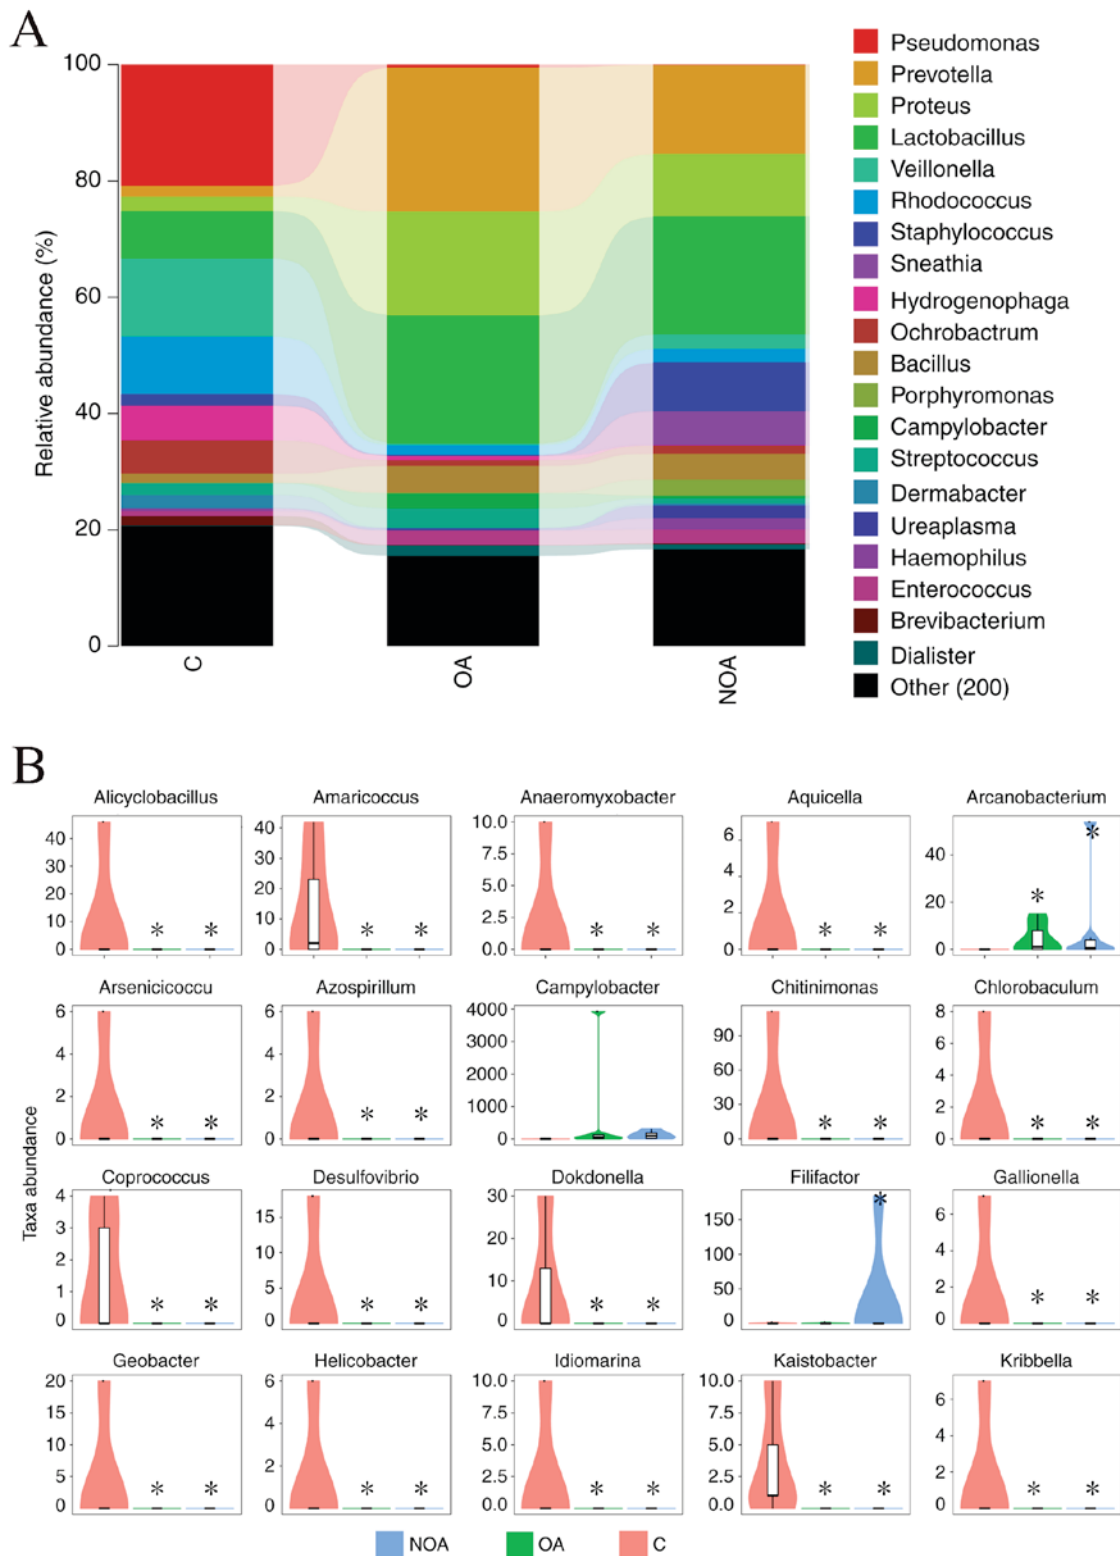 A
Relative abundance (%)
100
80
60
40
20
0
C
OA
NOA
Pseudomonas
Prevotella
Proteus
Lactobacillus
Veillonella
Rhodococcus
Staphylococcus
Sneathia
Hydrogenophaga
Ochrobactrum
Bacillus
Porphyromonas
Campylobacter
Streptococcus
Dermabacter
Ureaplasma
Haemophilus
Enterococcus
Brevibacterium
Dialister
Other (200)
B
Taxa abundance
Alicyclobacillus
40
30
20
10
0
* *
Amaricoccus
40
30
20
10
0
* *
Anaeromyxobacter
10.0
7.5
5.0
2.5
0.0
* *
Aquicella
6
4
2
0
* *
Arcanobacterium
40
20
0
* *
Arsenicicoccu
6
4
2
0
* *
Azospirillum
6
4
2
0
* *
Campylobacter
4000
3000
2000
1000
0
Chitinimonas
90
60
30
0
* *
Chlorobaculum
8
6
4
2
0
* *
Coprococcus
4
3
2
1
0
* *
Desulfovibrio
15
10
5
0
* *
Dokdonella
30
20
10
0
* *
Filifactor
150
100
50
0
*
Gallionella
6
4
2
0
* *
Geobacter
20
15
10
5
0
* *
Helicobacter
6
4
2
0
* *
Idiomarina
10.0
7.5
5.0
2.5
0.0
* *
Kaistobacter
10.0
7.5
5.0
2.5
0.0
* *
Kribbella
6
4
2
0
* *
NOA OA C